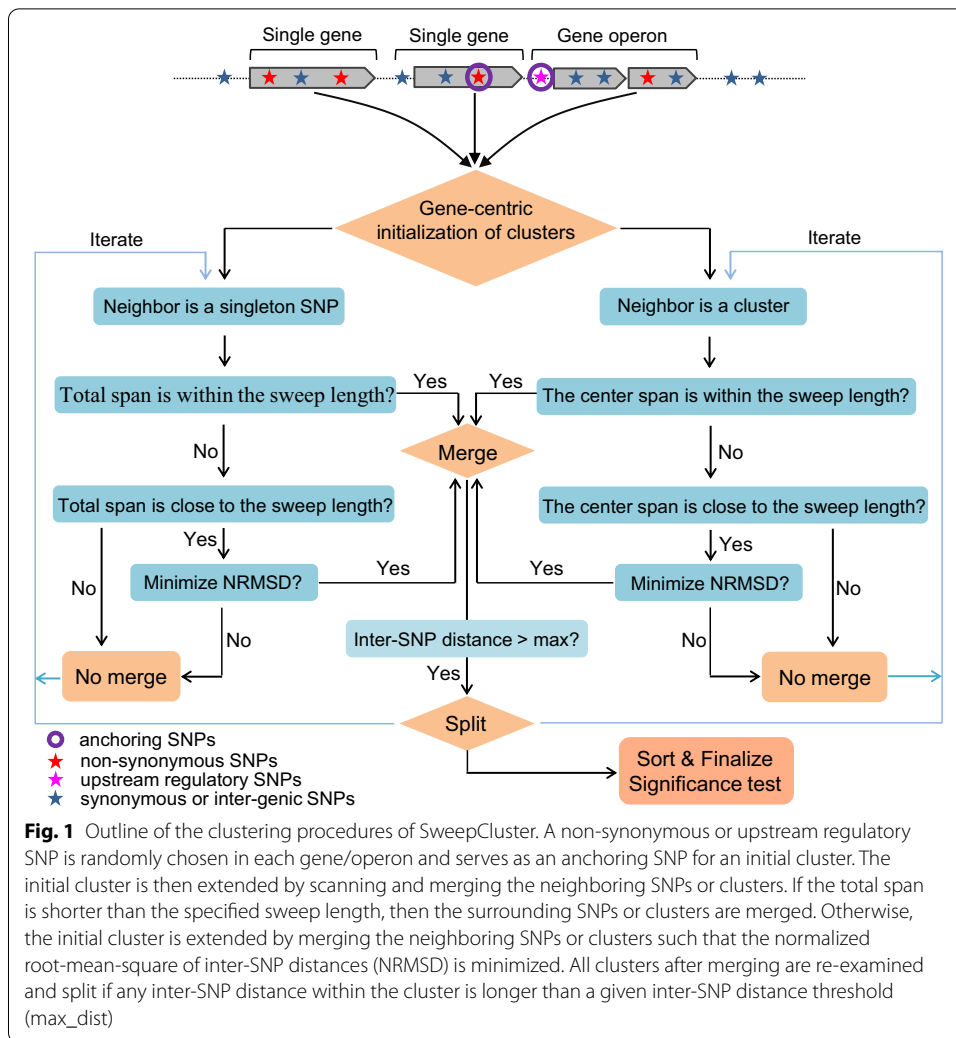 Single gene
Single gene
Gene operon
Gene-centric
initialization of clusters
Iterate
Iterate
Neighbor is a singleton SNP
Neighbor is a cluster
Total span is within the sweep length?
Yes
Yes
The center span is within the sweep length?
Merge
No
No
Total span is close to the sweep length?
The center span is close to the sweep length?
Yes
Yes
No
Minimize NRMSD?
Yes
Yes
Minimize NRMSD?
No
No
Inter-SNP distance > max?
No
No merge
Yes
No merge
Split
anchoring SNPs
non-synonymous SNPs
upstream regulatory SNPs
synonymous or inter-genic SNPs
Sort & Finalize
Significance test
Fig. 1 Outline of the clustering procedures of SweepCluster. A non-synonymous or upstream regulatory
SNP is randomly chosen in each gene/operon and serves as an anchoring SNP for an initial cluster. The
initial cluster is then extended by scanning and merging the neighboring SNPs or clusters. If the total span
is shorter than the specified sweep length, then the surrounding SNPs or clusters are merged. Otherwise,
the initial cluster is extended by merging the neighboring SNPs or clusters such that the normalized
root-mean-square of inter-SNP distances (NRMSD) is minimized. All clusters after merging are re-examined
and split if any inter-SNP distance within the cluster is longer than a given inter-SNP distance threshold
(max_dist)